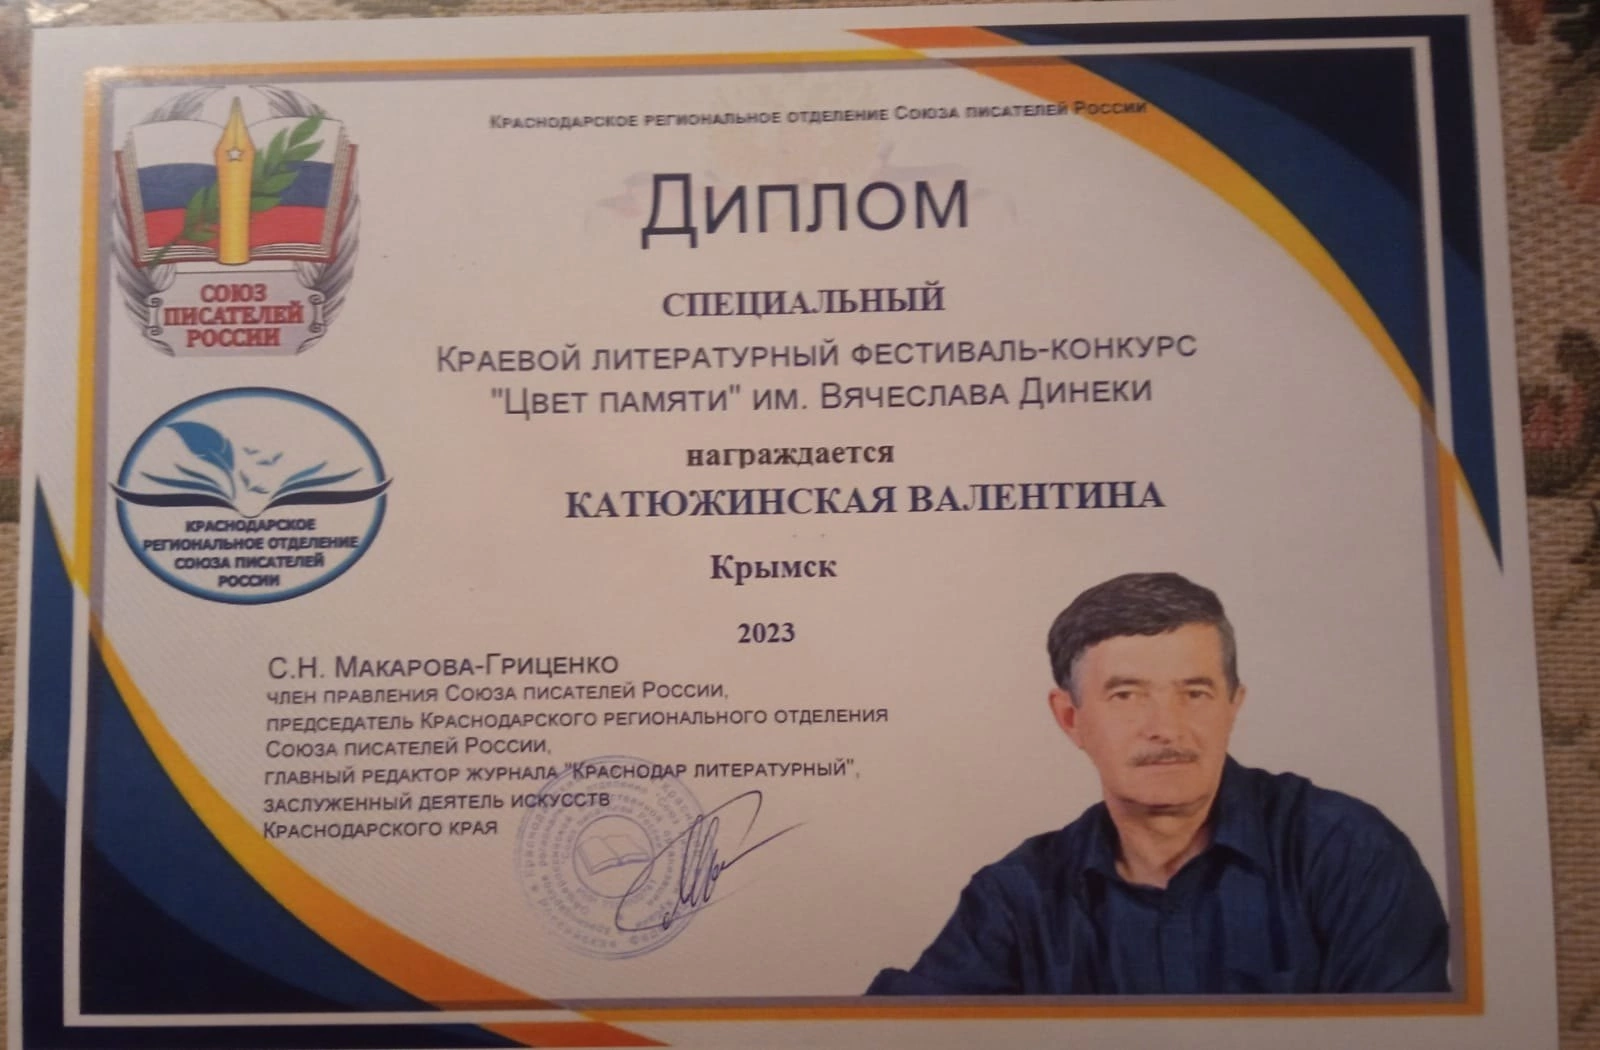 Краснодарское региональное отделение Союза писателей России
Диплом
СПЕЦИАЛЬНЫЙ
Краевой литературный фестиваль-конкурс
"Цвет памяти" им. Вячеслава Динеки
награждается
КАТЮЖИНСКАЯ ВАЛЕНТИНА
Крымск
2023
СОЮЗ
ПИСАТЕЛЕЙ
РОССИИ
КРАСНОДАРСКОЕ
РЕГИОНАЛЬНОЕ ОТДЕЛЕНИЕ
СОЮЗА ПИСАТЕЛЕЙ
РОССИИ
С.Н. Макарова-Гриценко
член правления Союза писателей России,
председатель Краснодарского регионального отделения
Союза писателей России,
главный редактор журнала "Краснодар литературный",
заслуженный деятель искусств
Краснодарского края